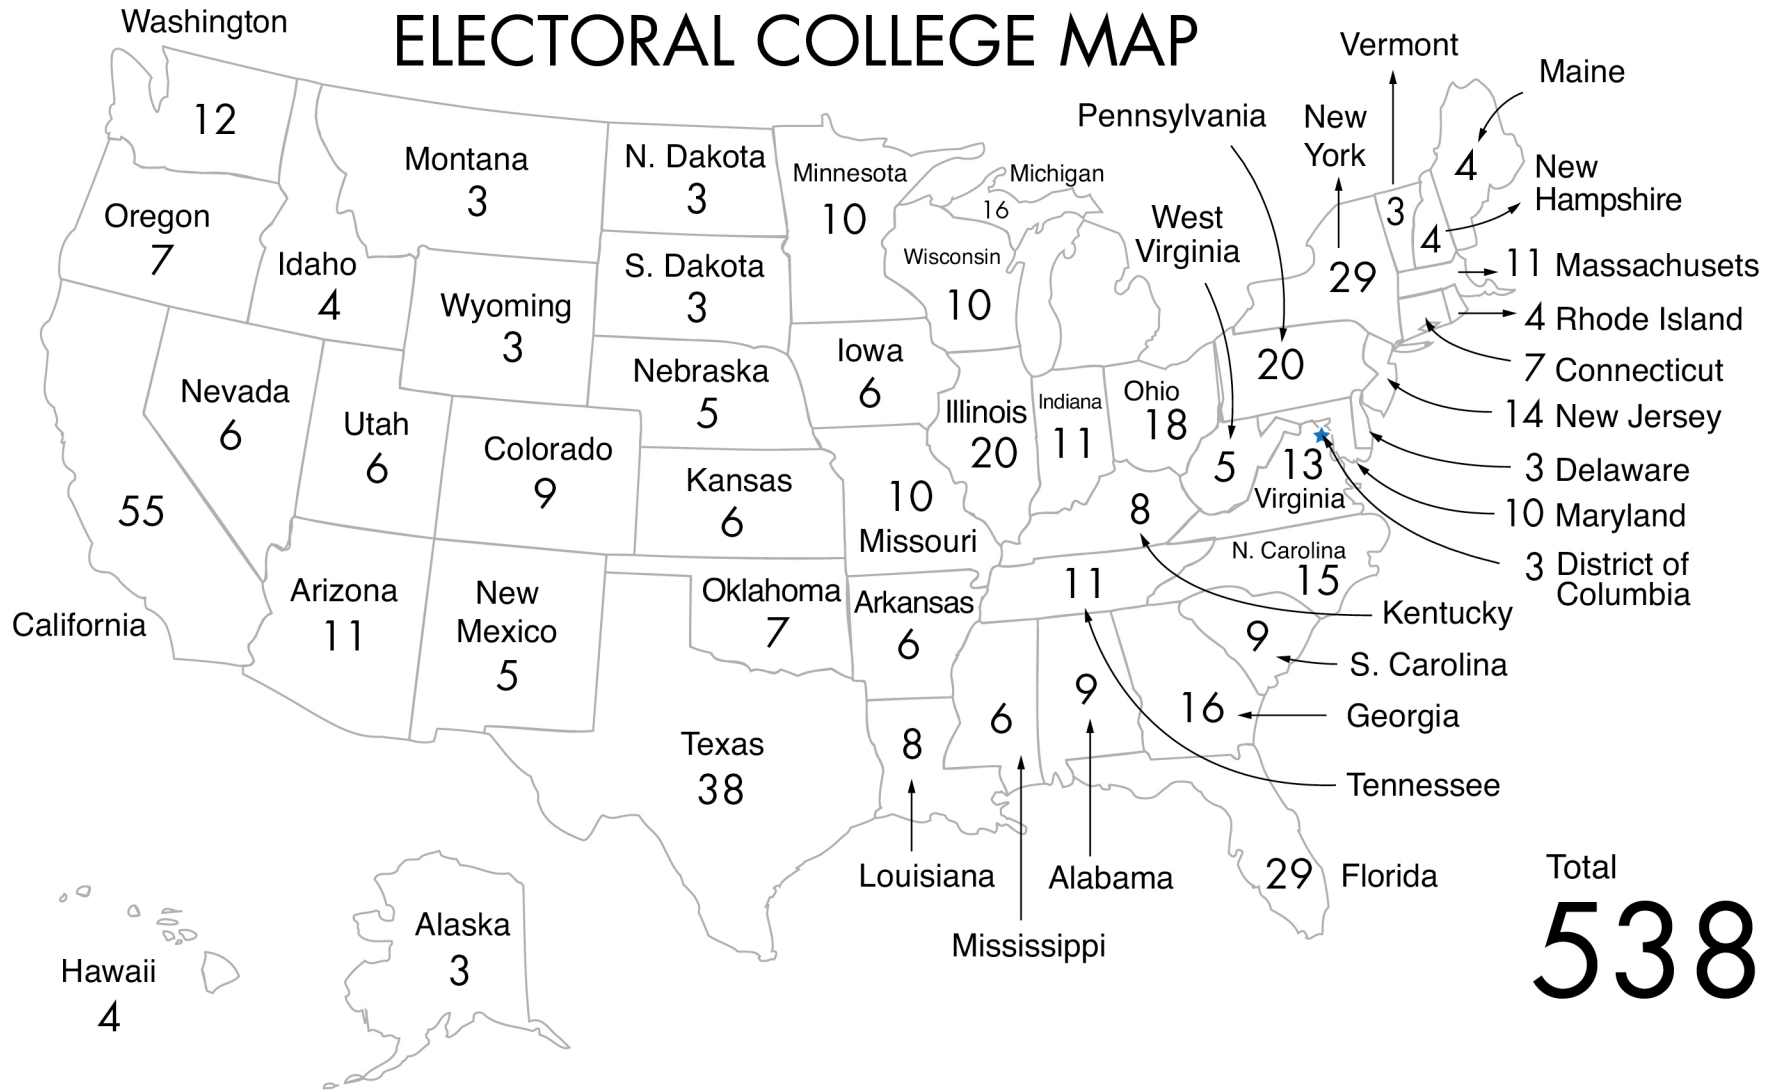 ELECTORAL COLLEGE MAP
Washington
12
Oregon
7
California
55
Nevada
6
Idaho
4
Montana
3
Wyoming
3
Utah
6
Colorado
9
Arizona
11
New
Mexico
5
N. Dakota
3
S. Dakota
3
Nebraska
5
Kansas
6
Oklahoma
7
Texas
38
Minnesota
10
Iowa
6
10
Missouri
Arkansas
6
8
Louisiana
Wisconsin
10
Michigan
16
Illinois
20
Indiana
11
Ohio
18
8
Kentucky
11
Tennessee
6
Mississippi
9
Alabama
16
Georgia
29
Florida
9
S. Carolina
N. Carolina
15
13
Virginia
West
Virginia
5
Pennsylvania
20
New
York
29
Vermont
3
Maine
4
New
Hampshire
4
11 Massachusets
4 Rhode Island
7 Connecticut
14 New Jersey
3 Delaware
10 Maryland
3 District of
Columbia
Hawaii
4
Alaska
3
Total
538